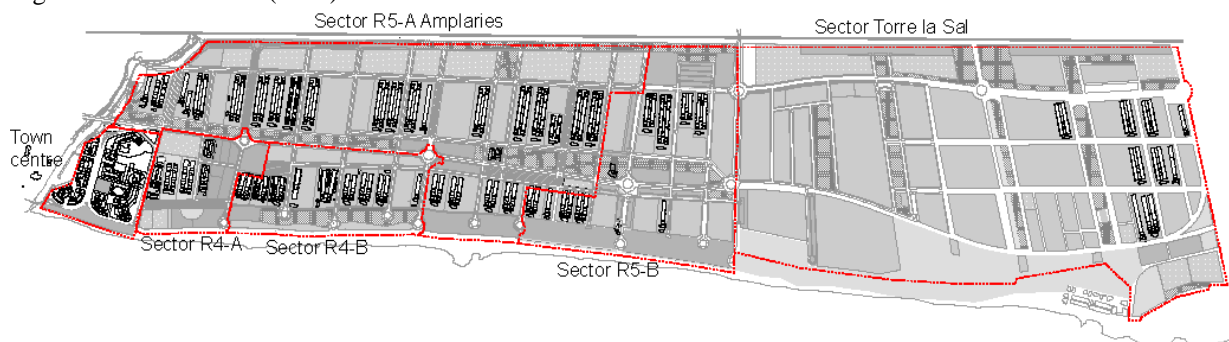 Sector R5-A Amplaries
Sector Torre la Sal
Town
centre
Sector R4-A
Sector R4-B
Sector R5-B